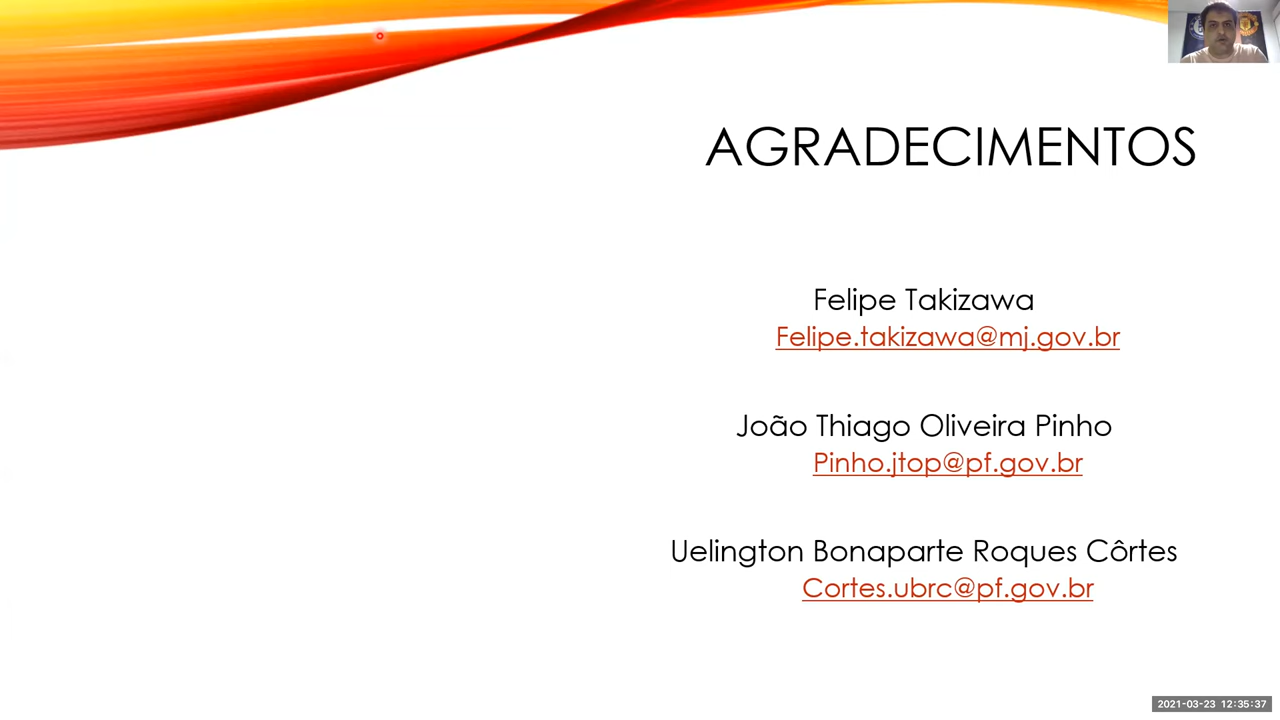 AGRADECIMENTOS
Felipe Takizawa
Felipe.takizawa@mj.gov.br
João Thiago Oliveira Pinho
Pinho.jtop@pf.gov.br
Uelington Bonaparte Roques Côrtes
Cortes.ubrc@pf.gov.br
2021-03-23 12:35:37